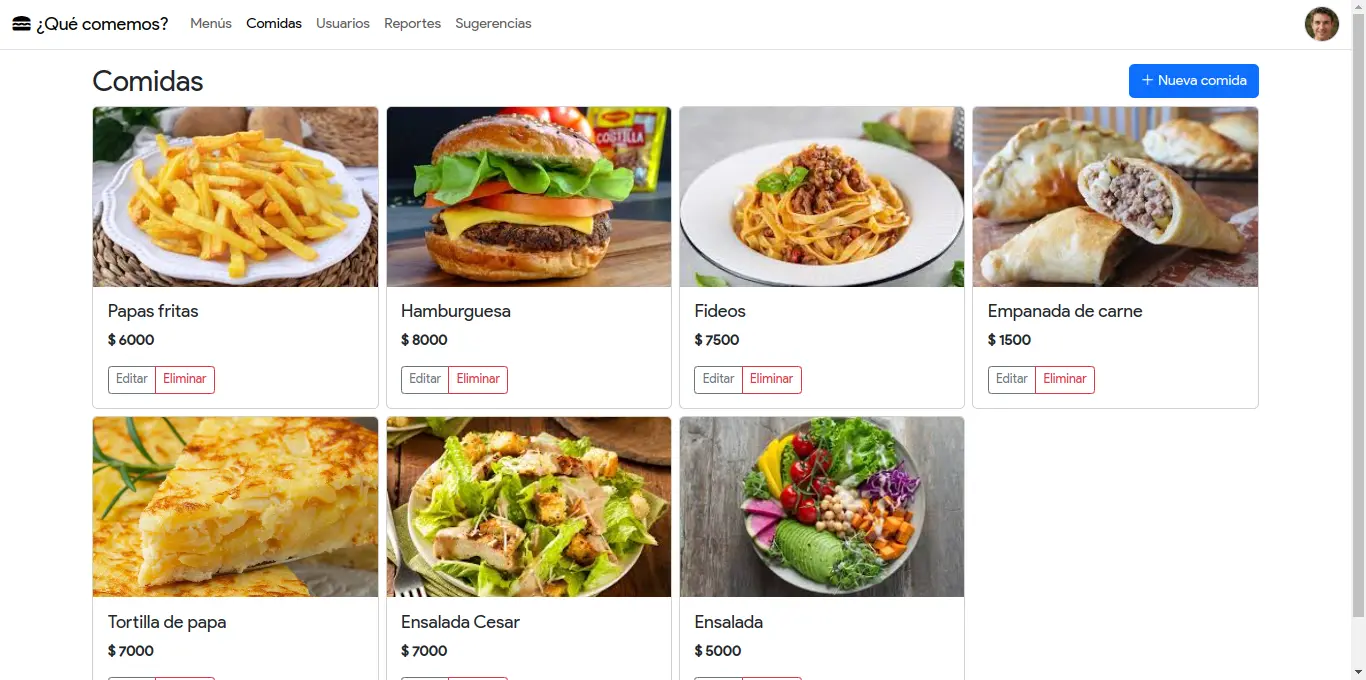 ¿Qué comemos? Menús Comidas Usuarios Reportes Sugerencias
Comidas
+ Nueva comida
MAGGI
COSTILLA
Papas fritas
$ 6000
Editar Eliminar
Hamburguesa
$ 8000
Editar Eliminar
Fideos
$ 7500
Editar Eliminar
Empanada de carne
$ 1500
Editar Eliminar
Tortilla de papa
$ 7000
Ensalada Cesar
$ 7000
Ensalada
$ 5000